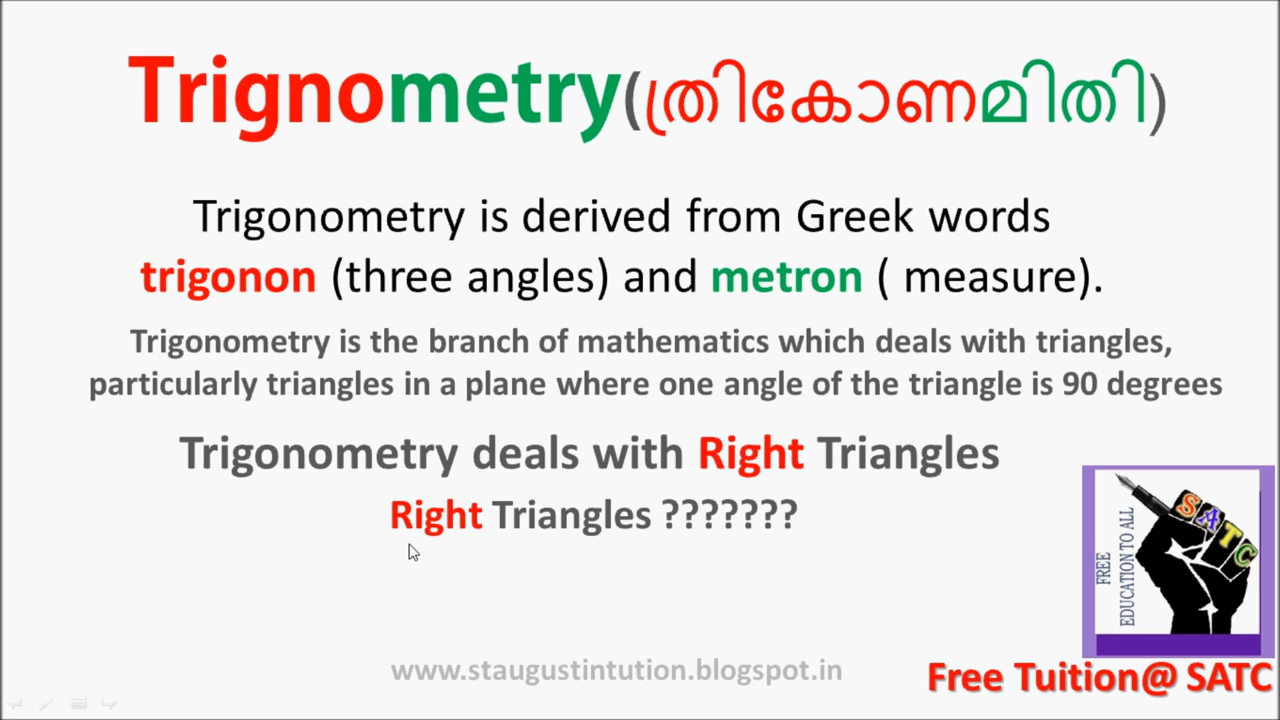 Trignometry(ത്രികോണമിതി)
Trigonometry is derived from Greek words
trigonon (three angles) and metron ( measure).
Trigonometry is the branch of mathematics which deals with triangles,
particularly triangles in a plane where one angle of the triangle is 90 degrees
Trigonometry deals with Right Triangles
Right Triangles ???????
SATC
FREE
EDUCATION TO ALL
www.staugustintution.blogspot.in
Free Tuition@ SATC